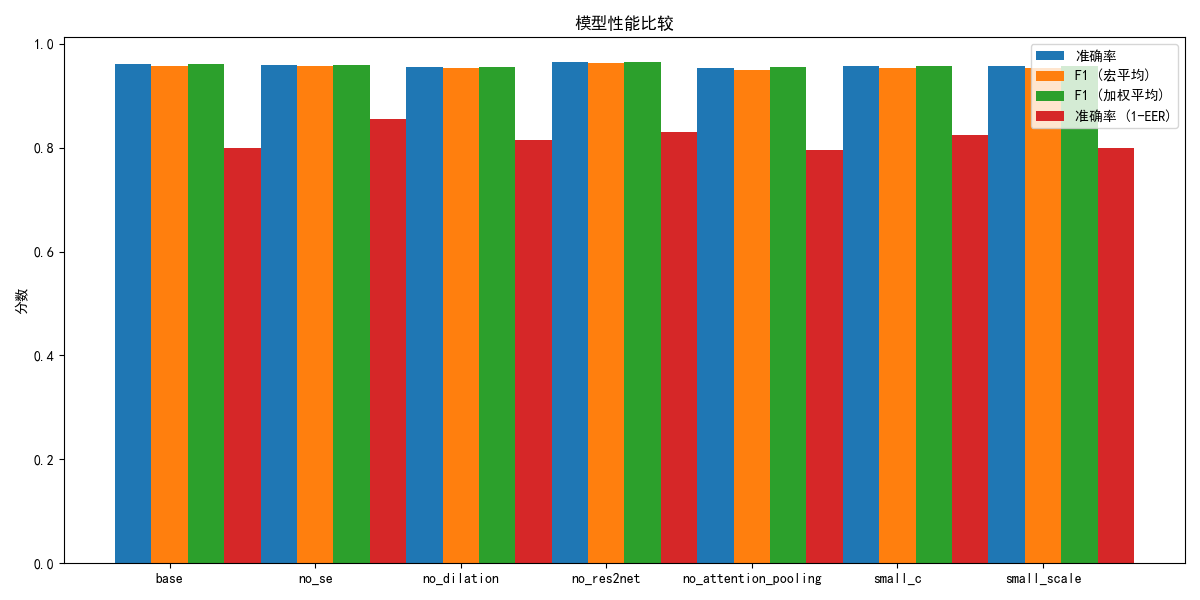 模型性能比较
准确率
F1 (宏平均)
F1 (加权平均)
准确率 (1-EER)
分数
1.0
0.8
0.6
0.4
0.2
0.0
base
no_se
no_dilation
no_res2net
no_attention_pooling
small_c
small_scale